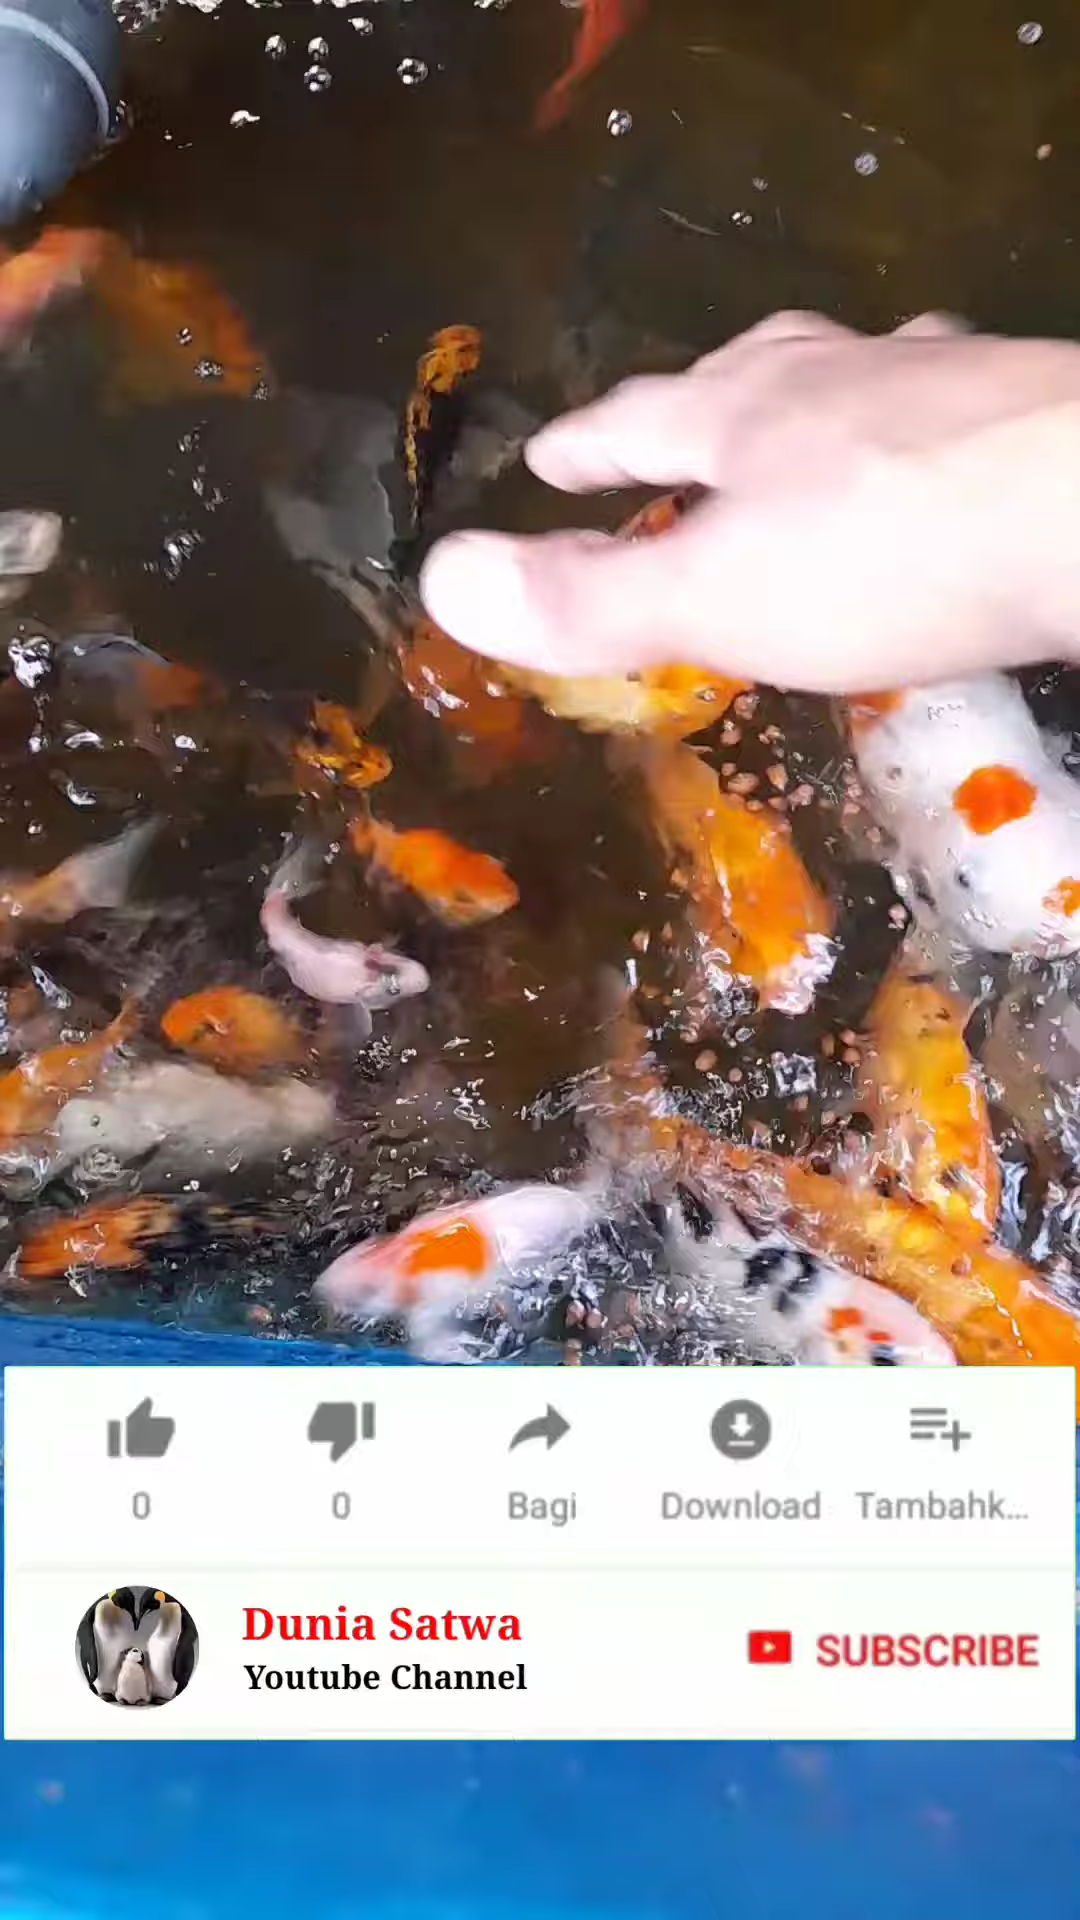 0
0
Bagi
Download
Tambahk...
Dunia Satwa
Youtube Channel
SUBSCRIBE